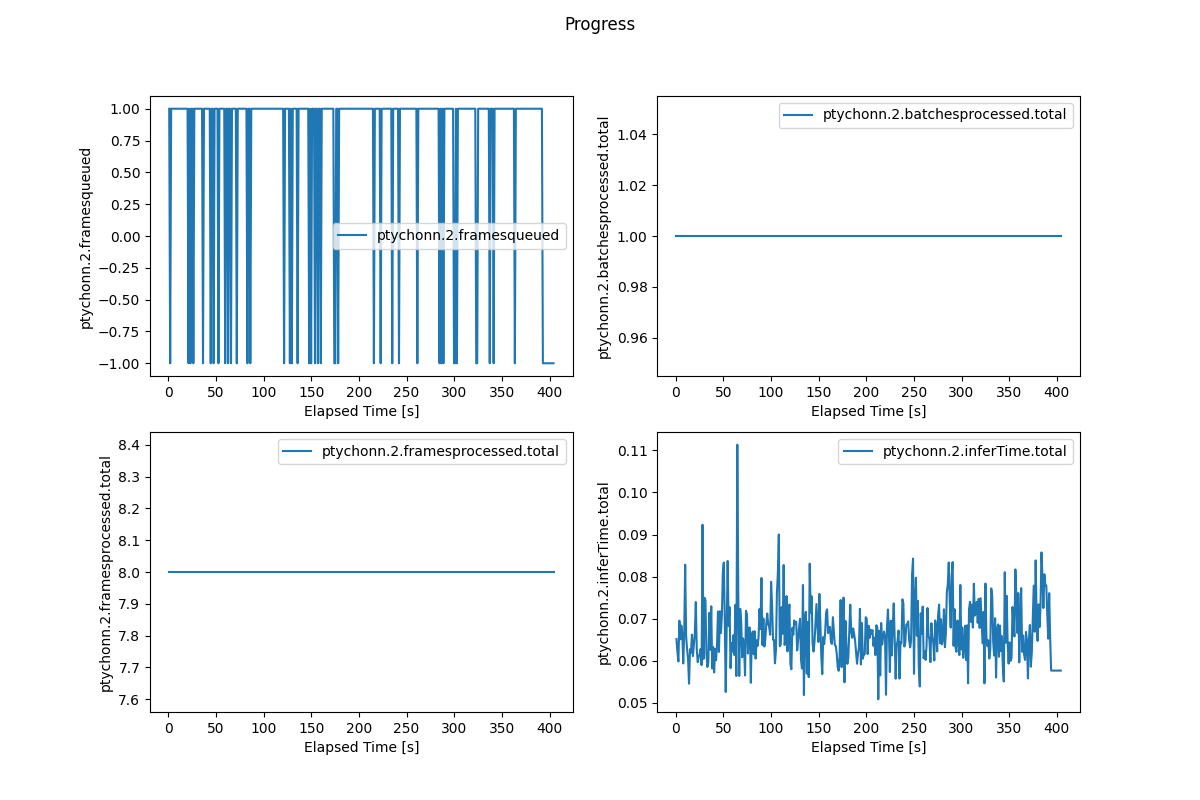 Progress
ptychonn.2.framesqueued
1.00
0.75
0.50
0.25
0.00
−0.25
−0.50
−0.75
−1.00
ptychonn.2.framesqueued
0 50 100 150 200 250 300 350 400
Elapsed Time [s]
ptychonn.2.batchesprocessed.total
1.04
1.02
1.00
0.98
0.96
ptychonn.2.batchesprocessed.total
0 50 100 150 200 250 300 350 400
Elapsed Time [s]
ptychonn.2.framesprocessed.total
8.4
8.3
8.2
8.1
8.0
7.9
7.8
7.7
7.6
ptychonn.2.framesprocessed.total
0 50 100 150 200 250 300 350 400
Elapsed Time [s]
ptychonn.2.inferTime.total
0.11
0.10
0.09
0.08
0.07
0.06
0.05
ptychonn.2.inferTime.total
0 50 100 150 200 250 300 350 400
Elapsed Time [s]